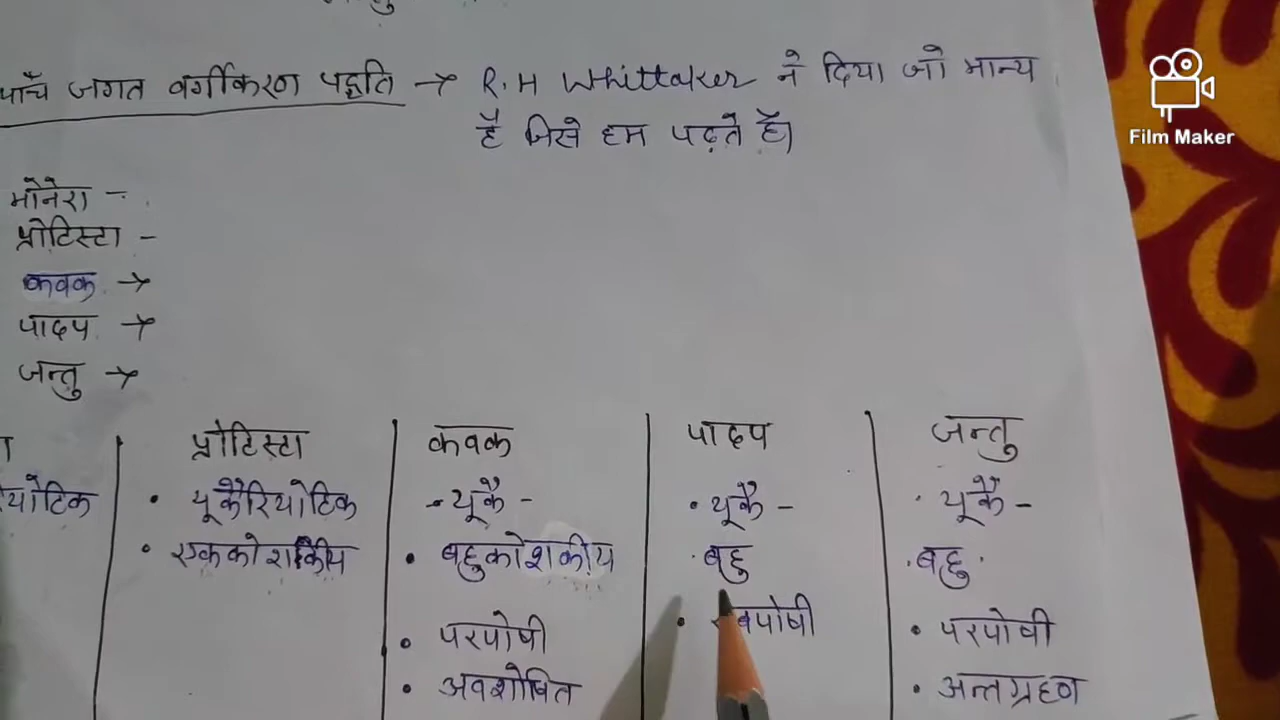 पाँच जगत वर्गीकरण पद्धति → R.H Whittaker ने दिया जो मान्य
है जिसे हम पढ़ते हैं।
Film Maker
मोनेरा -
प्रोटिस्टा -
कवक →
पादप →
जन्तु →
प्रोटिस्टा कवक पादप जन्तु
• यूकैरियोटिक - यूकै - • यूकै - • यूकै -
• एककोशकीय • बहुकोशकीय • बहु • बहु
• परपोषी • स्वपोषी • परपोषी
• अवशोषित • अन्तग्रहण